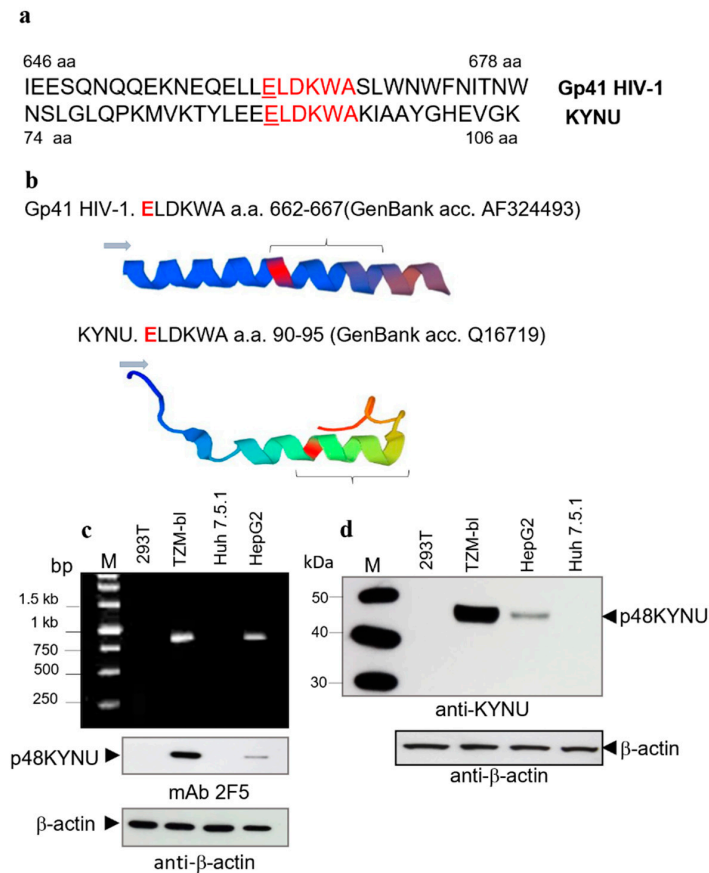 a
646 aa 678 aa
IEESQNQQEKNEQELLELDKWASLWNWFNITNW Gp41 HIV-1
NSLGLQPKMVKTYLEEELDKWAKIAAYGHEVGK KYNU
74 aa 106 aa
b
Gp41 HIV-1. ELDKWA a.a. 662-667(GenBank acc. AF324493)
KYNU. ELDKWA a.a. 90-95 (GenBank acc. Q16719)
c
bp M 293T TZM-bl Huh 7.5.1 HepG2
1.5 kb
1 kb
750
500
250
p48KYNU
mAb 2F5
β-actin
anti-β-actin
d
kDa M 293T TZM-bl HepG2 Huh 7.5.1
50
40
30
p48KYNU
anti-KYNU
β-actin
anti-β-actin